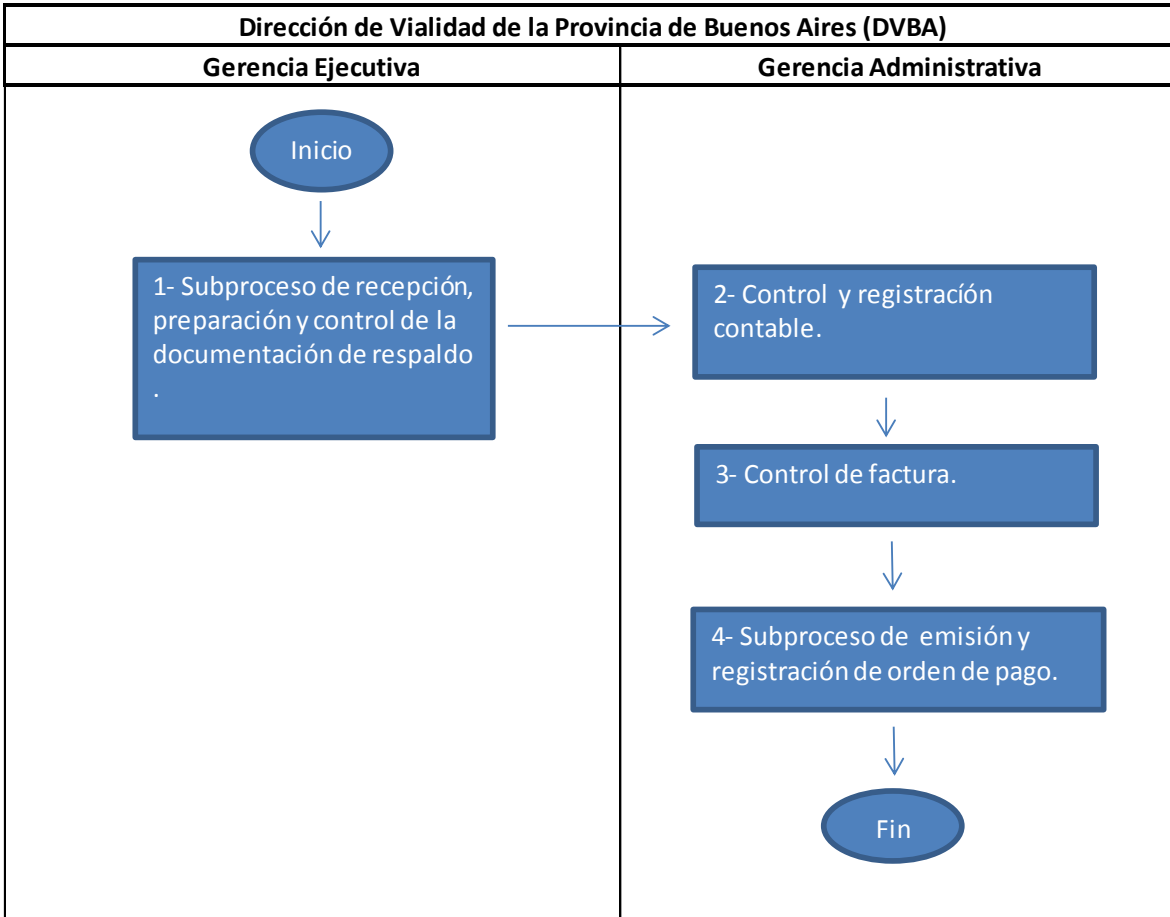 Dirección de Vialidad de la Provincia de Buenos Aires (DVBA)
Gerencia Ejecutiva
Gerencia Administrativa
Inicio
1- Subproceso de recepción,
preparación y control de la
documentación de respaldo
.
2- Control y registracíón
contable.
3- Control de factura.
4- Subproceso de emisión y
registración de orden de pago.
Fin